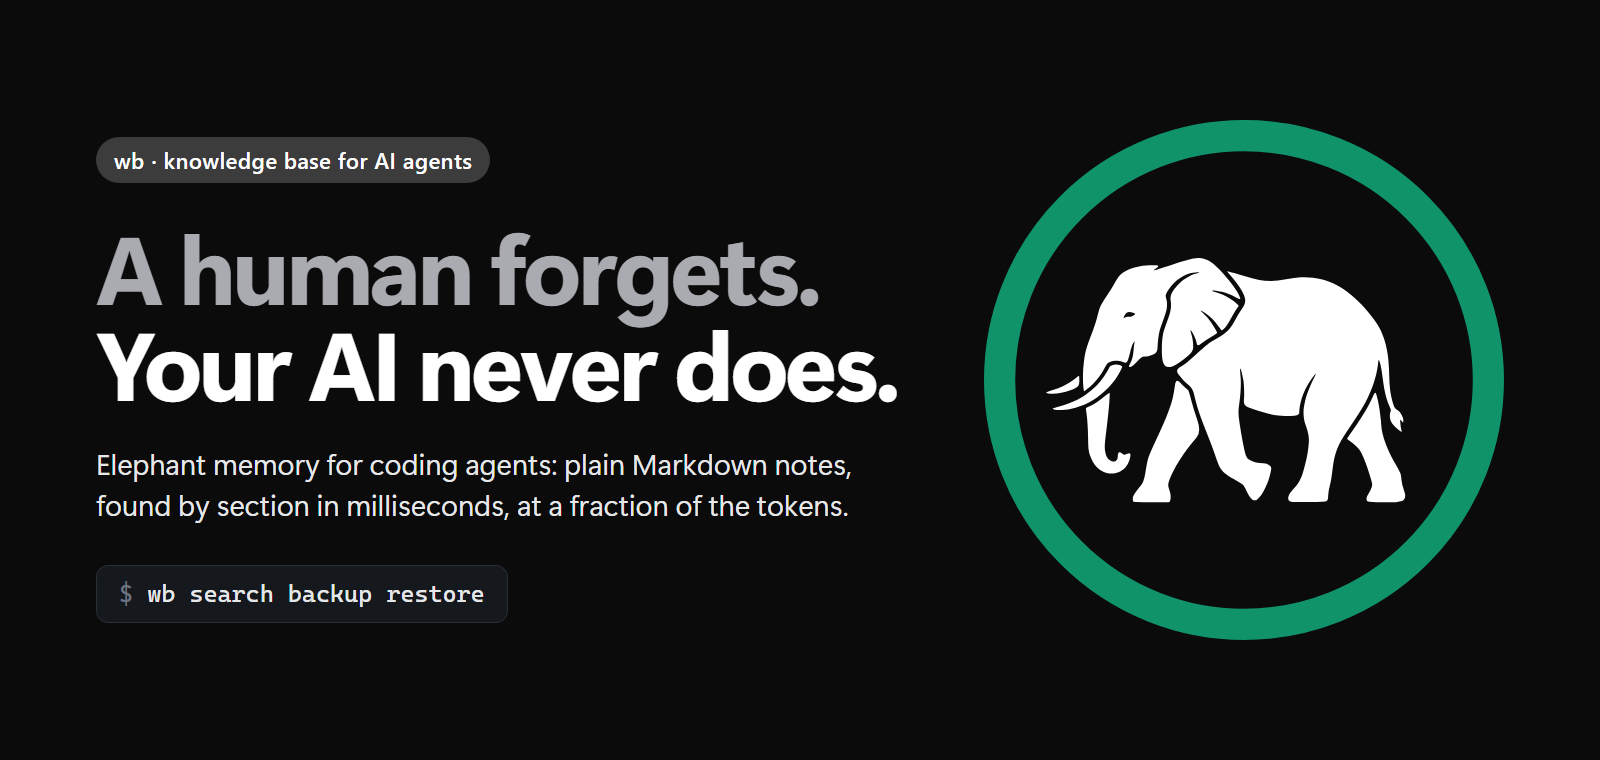 wb · knowledge base for AI agents
A human forgets.
Your AI never does.
Elephant memory for coding agents: plain Markdown notes,
found by section in milliseconds, at a fraction of the tokens.
$ wb search backup restore